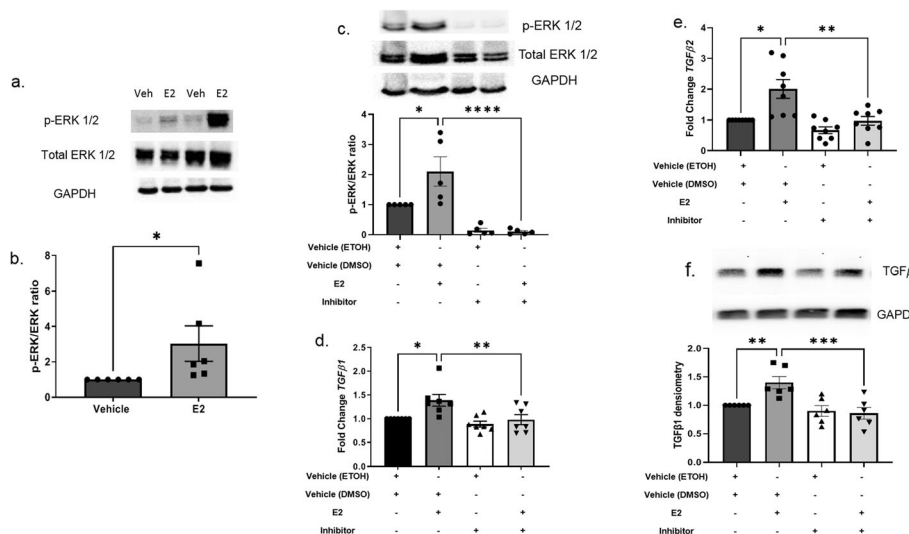 a.
Veh E2 Veh E2
p-ERK 1/2
Total ERK 1/2
GAPDH
b.
*
p-ERK/ERK ratio
8
6
4
2
0
Vehicle E2
c.
p-ERK 1/2
Total ERK 1/2
GAPDH
* ****
p-ERK/ERK ratio
4
3
2
1
0
Vehicle (ETOH) + - + -
Vehicle (DMSO) + + - -
E2 - + - +
Inhibitor - - + +
d.
* **
Fold Change TGFβ1
2.5
2.0
1.5
1.0
0.5
0.0
Vehicle (ETOH) + - + -
Vehicle (DMSO) + + - -
E2 - + - +
Inhibitor - - + +
e.
* **
Fold Change TGFβ2
4
3
2
1
0
Vehicle (ETOH) + - + -
Vehicle (DMSO) + + - -
E2 - + - +
Inhibitor - - + +
f.
TGFβ
GAPD
** ***
TGFβ1 densiometry
2.0
1.5
1.0
0.5
0.0
Vehicle (ETOH) + - + -
Vehicle (DMSO) + + - -
E2 - + - +
Inhibitor - - + +